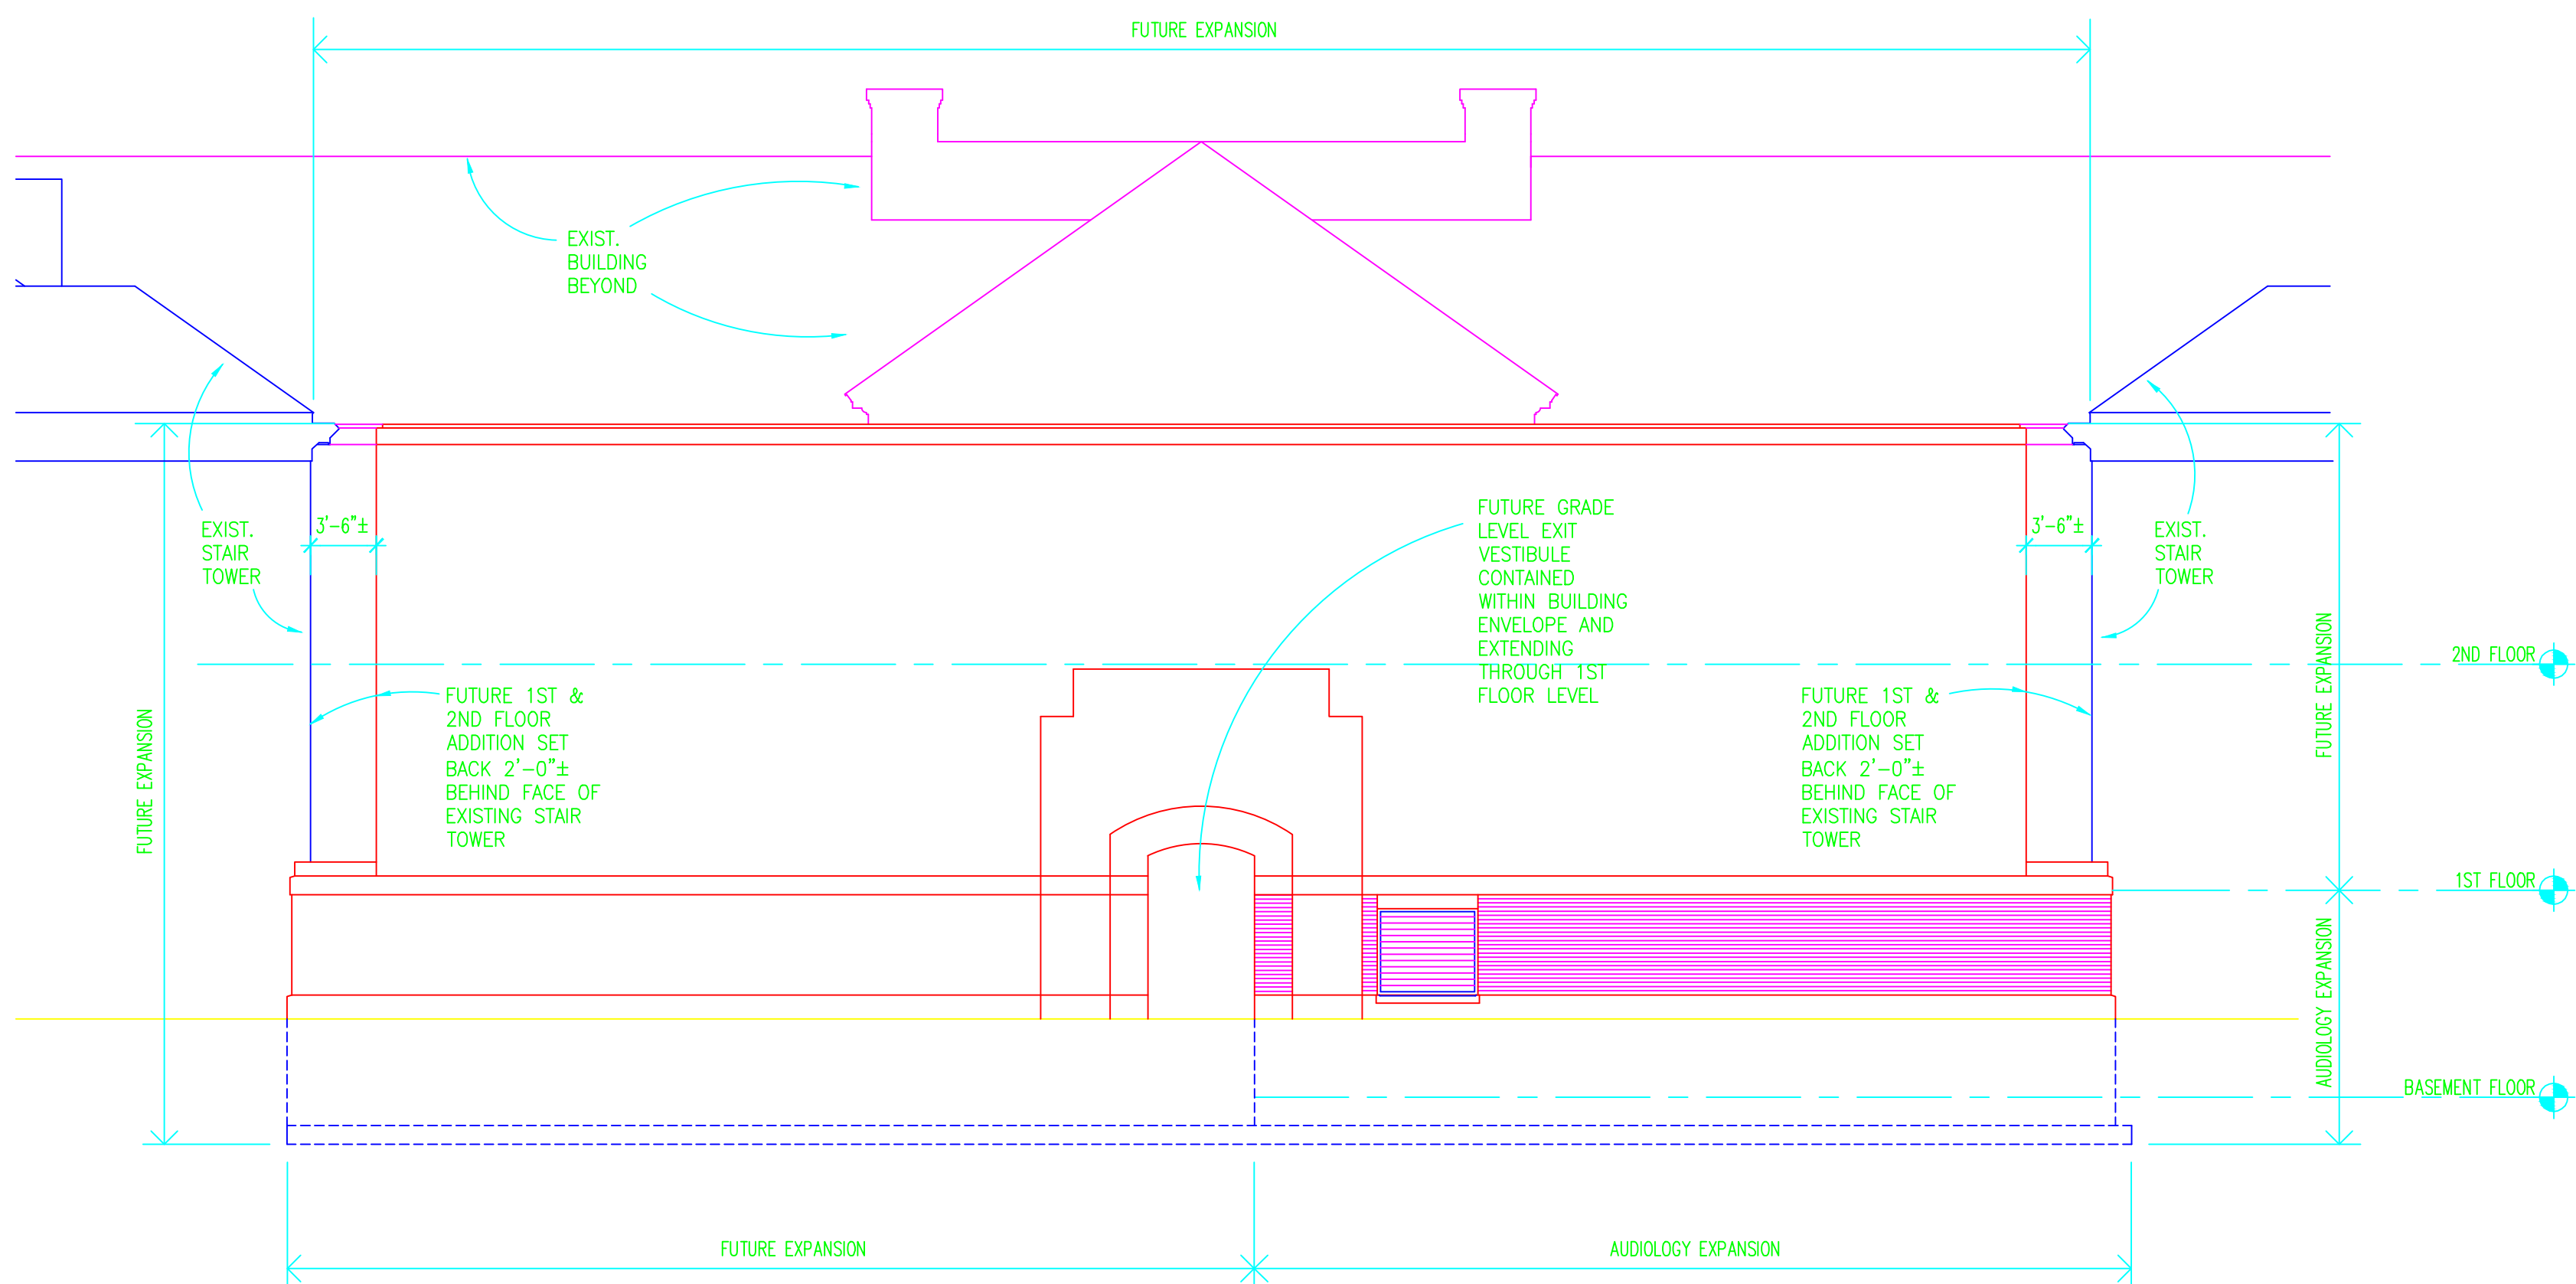 FUTURE EXPANSION
EXIST.
BUILDING
BEYOND
EXIST.
STAIR
TOWER
3'-6"±
FUTURE GRADE
LEVEL EXIT
VESTIBULE
CONTAINED
WITHIN BUILDING
ENVELOPE AND
EXTENDING
THROUGH 1ST
FLOOR LEVEL
3'-6"±
EXIST.
STAIR
TOWER
FUTURE EXPANSION
2ND FLOOR
FUTURE EXPANSION
FUTURE 1ST &
2ND FLOOR
ADDITION SET
BACK 2'-0"±
BEHIND FACE OF
EXISTING STAIR
TOWER
FUTURE 1ST &
2ND FLOOR
ADDITION SET
BACK 2'-0"±
BEHIND FACE OF
EXISTING STAIR
TOWER
1ST FLOOR
AUDIOLOGY EXPANSION
BASEMENT FLOOR
FUTURE EXPANSION
AUDIOLOGY EXPANSION